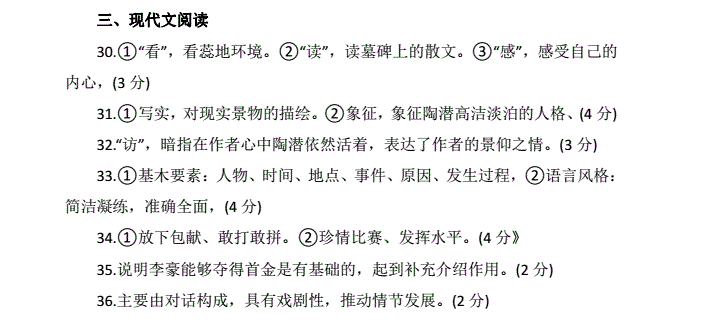 三、现代文阅读
30.①“看”，看蕊地环境。②“读”，读墓碑上的散文。③“感”，感受自己的
内心，(3 分)
31.①写实，对现实景物的描绘。②象征，象征陶潜高洁淡泊的人格、(4 分)
32.“访”，暗指在作者心中陶潜依然活着，表达了作者的景仰之情。(3 分)
33.①基木要素：人物、时间、地点、事件、原因、发生过程，②语言风格：
简洁凝练，准确全面，(4 分)
34.①放下包献、敢打敢拼。②珍情比赛、发挥水平。(4 分》
35.说明李豪能够夺得首金是有基础的，起到补充介绍作用。(2 分)
36.主要由对话构成，具有戏剧性，推动情节发展。(2 分)